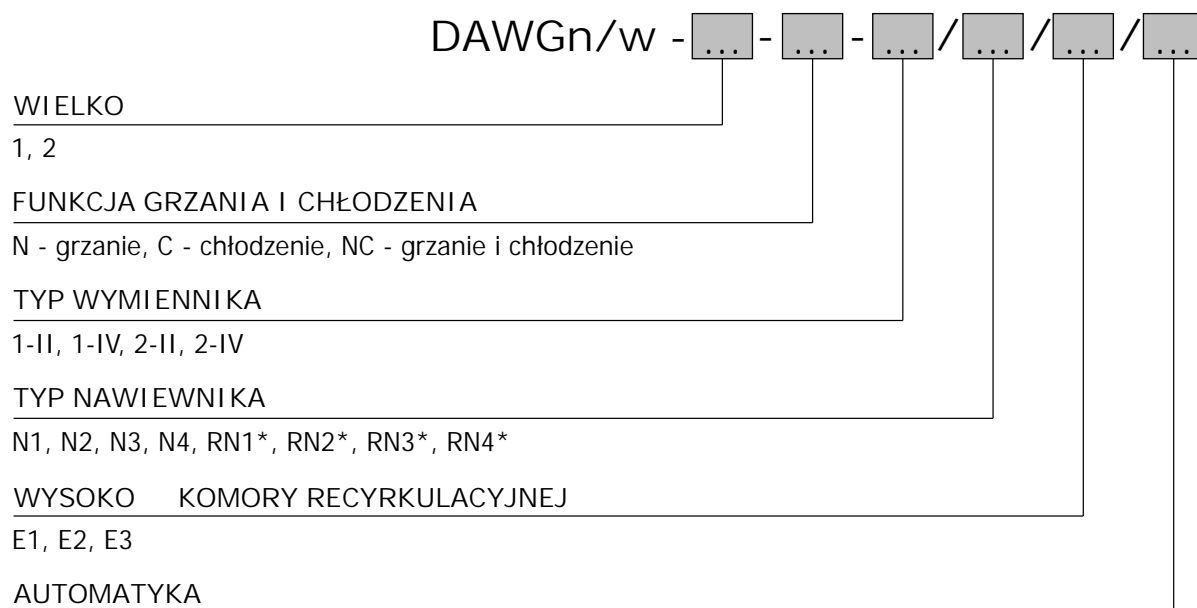 DAWGn/w - ... - ... - ... / ... / ... / ...
WIELKO
1, 2
FUNKCJA GRZANIA I CHŁODZENIA
N - grzanie, C - chłodzenie, NC - grzanie i chłodzenie
TYP WYMIENNIKA
1-II, 1-IV, 2-II, 2-IV
TYP NAWIEWNIKA
N1, N2, N3, N4, RN1*, RN2*, RN3*, RN4*
WYSOKO KOMORY RECYRKULACYJNEJ
E1, E2, E3
AUTOMATYKA